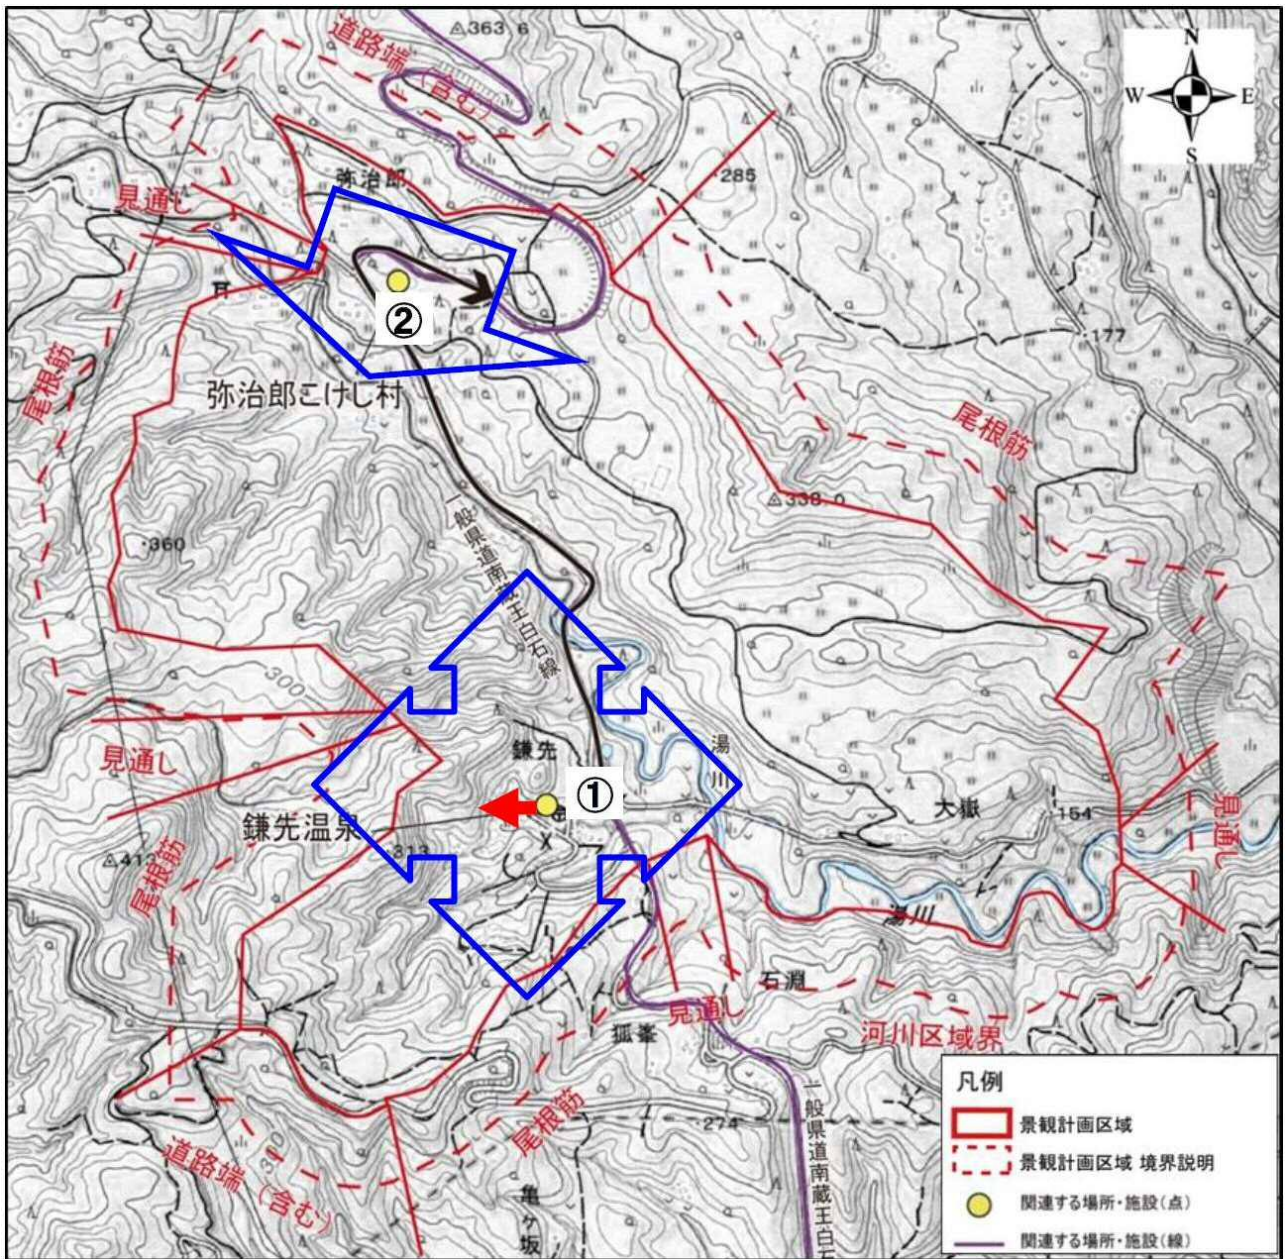 363.6
道路端(含む)
N
W
E
S
弥治郎
285
見通し
②
177
尾根筋
弥治郎こけし村
尾根筋
338.0
一般県道南蔵王白石線
360
300
鎌先
湯川
見通し
①
大嶽
154
見通し
鎌先温泉
313
413
尾根筋
湯川
石淵
見通し
狐峯
河川区域界
尾根筋
274
道路端(含む)
亀ヶ坂
一般県道南蔵王白石
凡例
景観計画区域
景観計画区域 境界説明
関連する場所・施設(点)
関連する場所・施設(線)